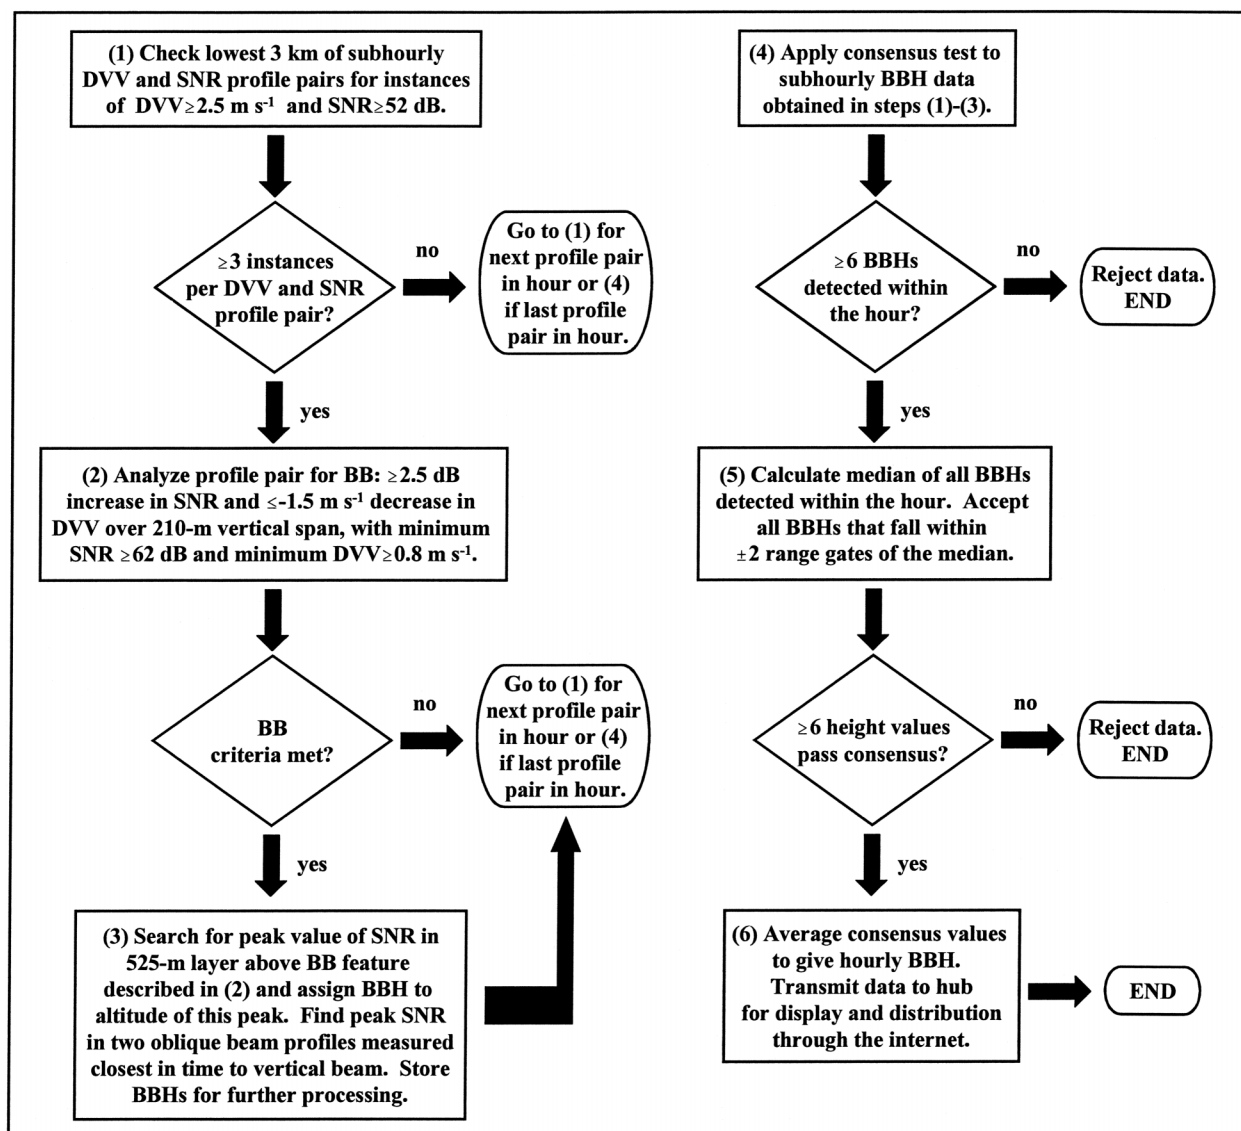 (1) Check lowest 3 km of subhourly
DVV and SNR profile pairs for instances
of DVV≥2.5 m s⁻¹ and SNR≥52 dB.
≥3 instances
per DVV and SNR
profile pair?
no
Go to (1) for
next profile pair
in hour or (4)
if last profile
pair in hour.
yes
(2) Analyze profile pair for BB: ≥2.5 dB
increase in SNR and ≤-1.5 m s⁻¹ decrease in
DVV over 210-m vertical span, with minimum
SNR ≥62 dB and minimum DVV≥0.8 m s⁻¹.
BB
criteria met?
no
Go to (1) for
next profile pair
in hour or (4)
if last profile
pair in hour.
yes
(3) Search for peak value of SNR in
525-m layer above BB feature
described in (2) and assign BBH to
altitude of this peak. Find peak SNR
in two oblique beam profiles measured
closest in time to vertical beam. Store
BBHs for further processing.
(4) Apply consensus test to
subhourly BBH data
obtained in steps (1)-(3).
≥6 BBHs
detected within
the hour?
no
Reject data.
END
yes
(5) Calculate median of all BBHs
detected within the hour. Accept
all BBHs that fall within
±2 range gates of the median.
≥6 height values
pass consensus?
no
Reject data.
END
yes
(6) Average consensus values
to give hourly BBH.
Transmit data to hub
for display and distribution
through the internet.
END